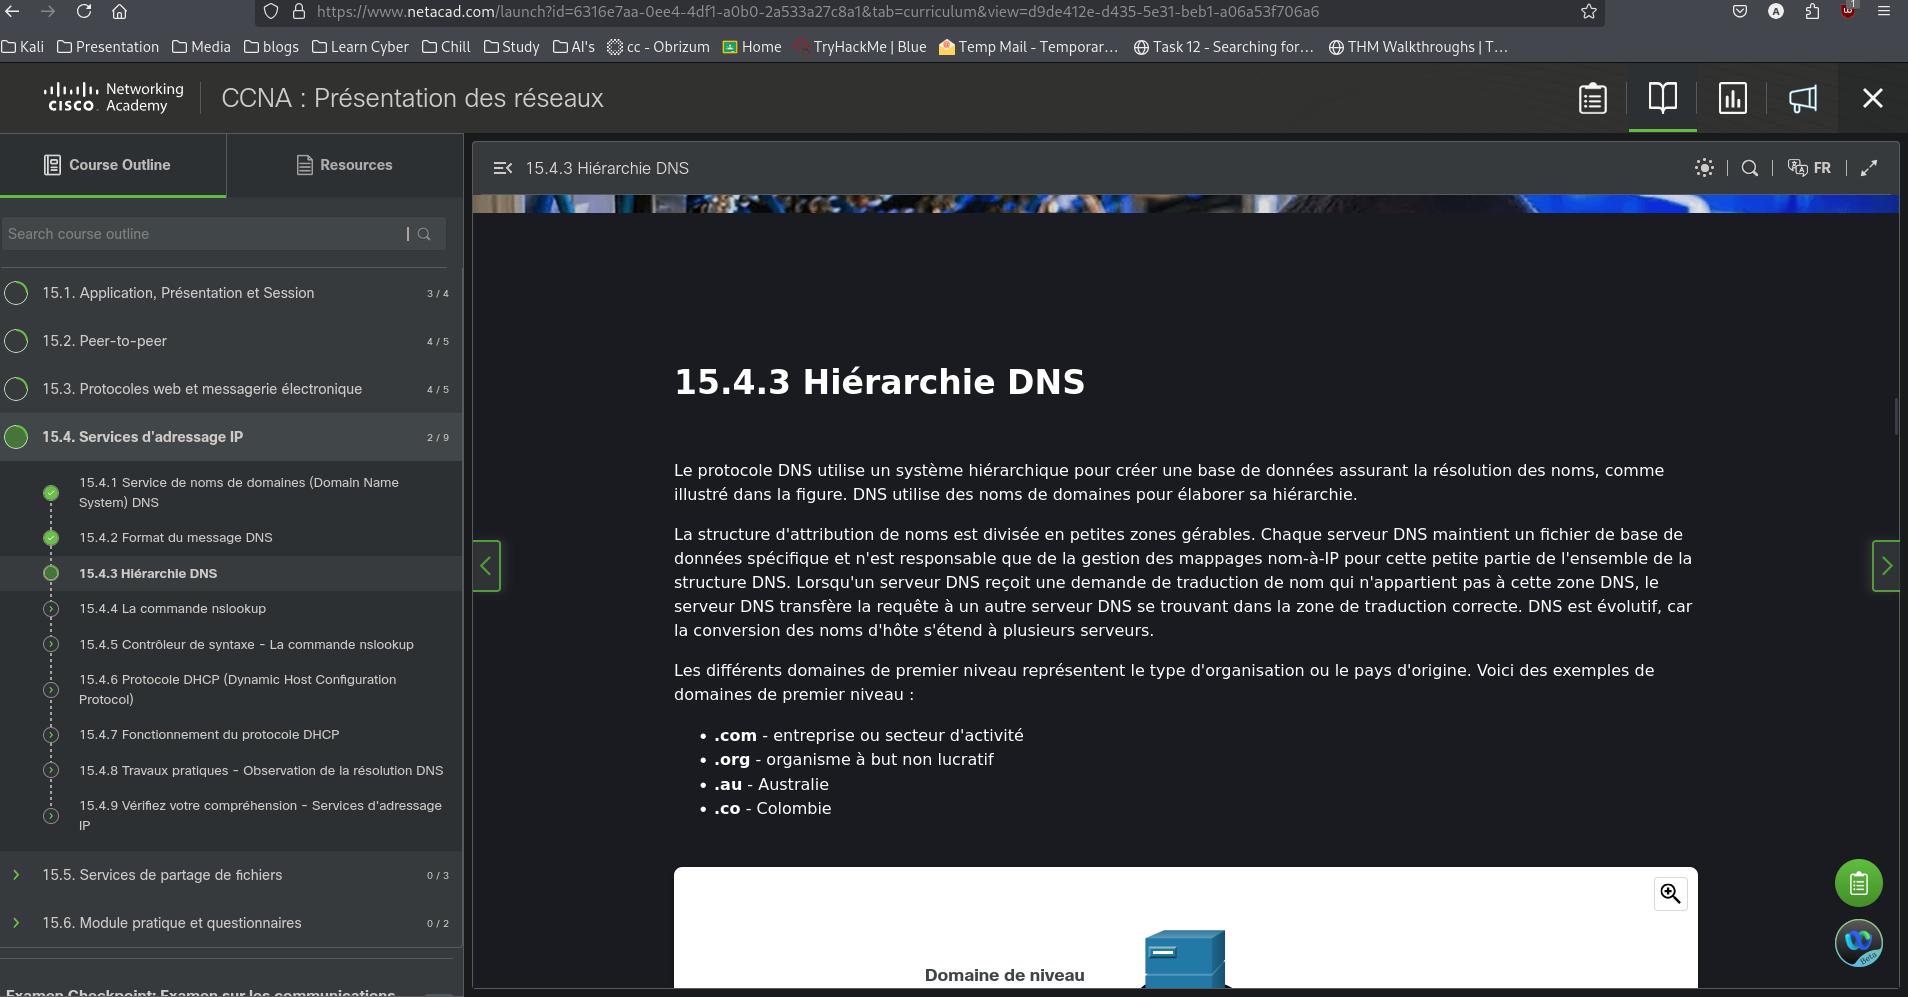 https://www.netacad.com/launch?id=6316e7aa-0ee4-4df1-a0b0-2a533a27c8a1&tab=curriculum&view=d9de412e-d435-5e31-beb1-a06a53f706a6
A
1
Kali Presentation Media blogs Learn Cyber Chill Study AI's cc - Obrizum Home TryHackMe | Blue Temp Mail - Temporar... Task 12 - Searching for... THM Walkthroughs | T...
cisco Networking Academy
CCNA : Présentation des réseaux
Course Outline
Resources
Search course outline
15.1. Application, Présentation et Session 3 / 4
15.2. Peer-to-peer 4 / 5
15.3. Protocoles web et messagerie électronique 4 / 5
15.4. Services d'adressage IP 2 / 9
15.4.1 Service de noms de domaines (Domain Name
System) DNS
15.4.2 Format du message DNS
15.4.3 Hiérarchie DNS
15.4.4 La commande nslookup
15.4.5 Contrôleur de syntaxe - La commande nslookup
15.4.6 Protocole DHCP (Dynamic Host Configuration
Protocol)
15.4.7 Fonctionnement du protocole DHCP
15.4.8 Travaux pratiques - Observation de la résolution DNS
15.4.9 Vérifiez votre compréhension - Services d'adressage
IP
15.5. Services de partage de fichiers 0 / 3
15.6. Module pratique et questionnaires 0 / 2
Examen Checkpoint: Examen sur les communications
15.4.3 Hiérarchie DNS
FR
15.4.3 Hiérarchie DNS
Le protocole DNS utilise un système hiérarchique pour créer une base de données assurant la résolution des noms, comme
illustré dans la figure. DNS utilise des noms de domaines pour élaborer sa hiérarchie.
La structure d'attribution de noms est divisée en petites zones gérables. Chaque serveur DNS maintient un fichier de base de
données spécifique et n'est responsable que de la gestion des mappages nom-à-IP pour cette petite partie de l'ensemble de la
structure DNS. Lorsqu'un serveur DNS reçoit une demande de traduction de nom qui n'appartient pas à cette zone DNS, le
serveur DNS transfère la requête à un autre serveur DNS se trouvant dans la zone de traduction correcte. DNS est évolutif, car
la conversion des noms d'hôte s'étend à plusieurs serveurs.
Les différents domaines de premier niveau représentent le type d'organisation ou le pays d'origine. Voici des exemples de
domaines de premier niveau :
• .com - entreprise ou secteur d'activité
• .org - organisme à but non lucratif
• .au - Australie
• .co - Colombie
Domaine de niveau
Beta